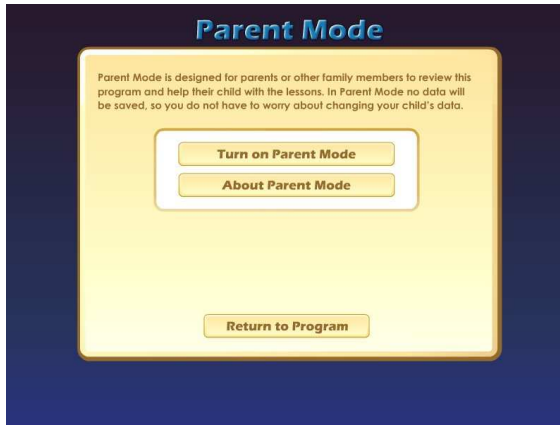 Parent Mode
Parent Mode is designed for parents or other family members to review this
program and help their child with the lessons. In Parent Mode no data will
be saved, so you do not have to worry about changing your child's data.
Turn on Parent Mode
About Parent Mode
Return to Program